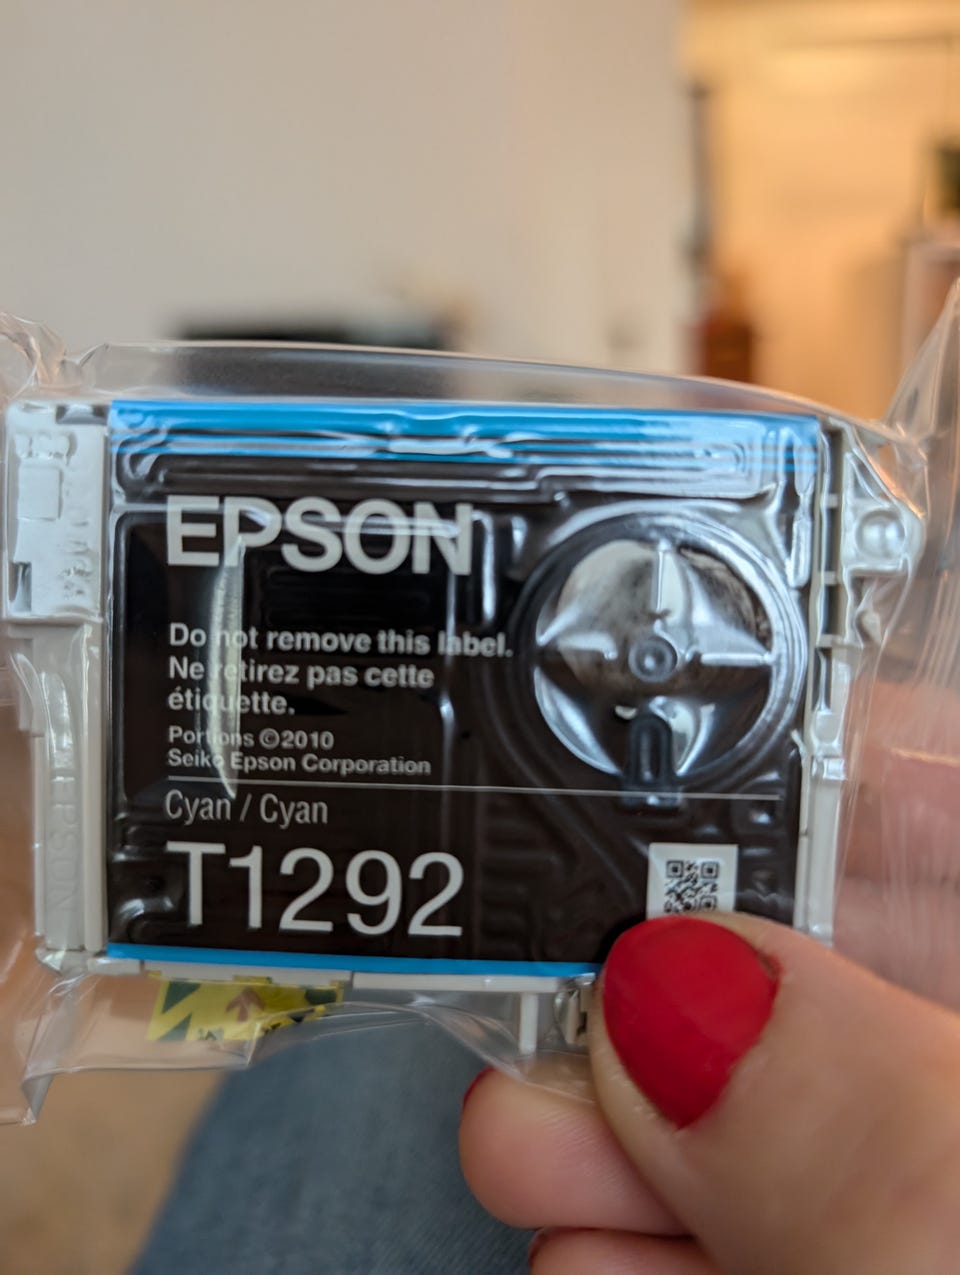 EPSON
Do not remove this label.
Ne retirez pas cette
étiquette.
Portions ©2010
Seiko Epson Corporation
Cyan / Cyan
T1292
EPSON